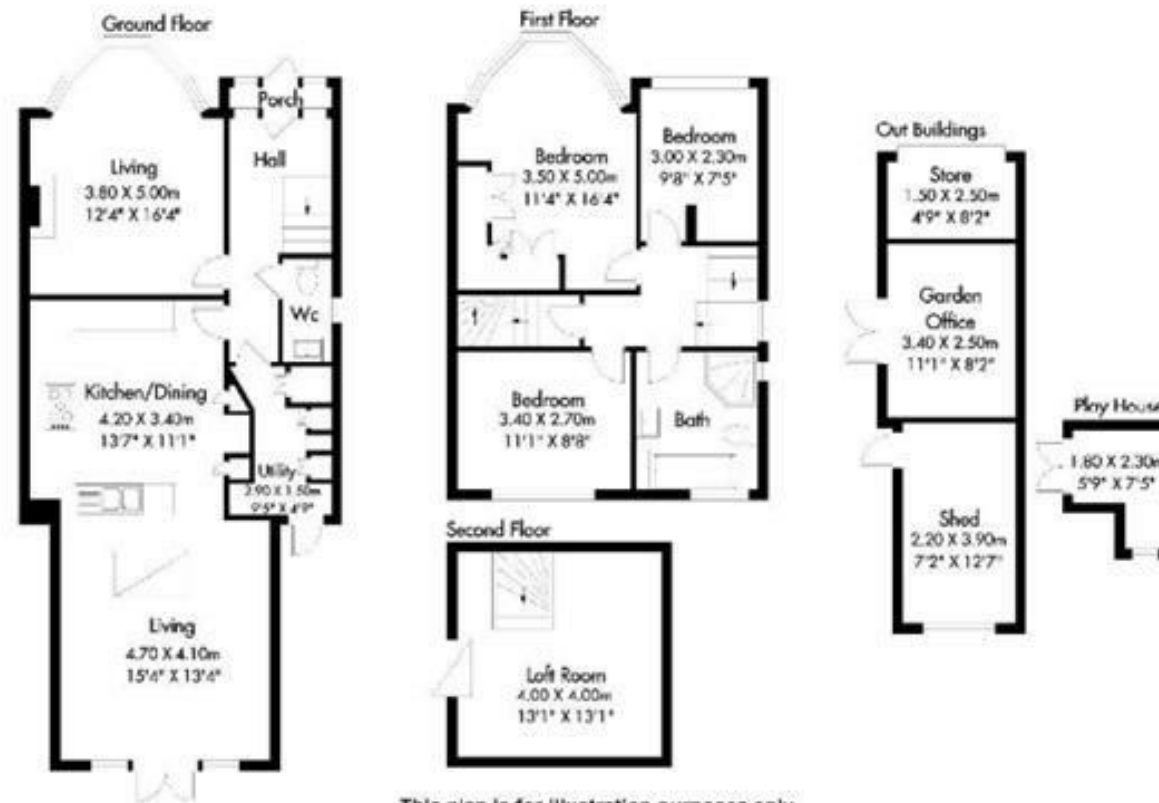 Ground Floor
Porch
Hall
Living
3.80 X 5.00m
12'4" X 16'4"
Wc
Kitchen/Dining
4.20 X 3.40m
13'7" X 11'1"
Utility
2.90 X 1.50m
9'5" X 4'9"
Living
4.70 X 4.10m
15'4" X 13'4"
First Floor
Bedroom
3.50 X 5.00m
11'4" X 16'4"
Bedroom
3.00 X 2.30m
9'8" X 7'5"
Bedroom
3.40 X 2.70m
11'1" X 8'8"
Bath
Second Floor
Loft Room
4.00 X 4.00m
13'1" X 13'1"
Out Buildings
Store
1.50 X 2.50m
4'9" X 8'2"
Garden
Office
3.40 X 2.50m
11'1" X 8'2"
Shed
2.20 X 3.90m
7'2" X 12'7"
Play House
1.80 X 2.30m
5'9" X 7'5"
This plan is for illustration purposes only